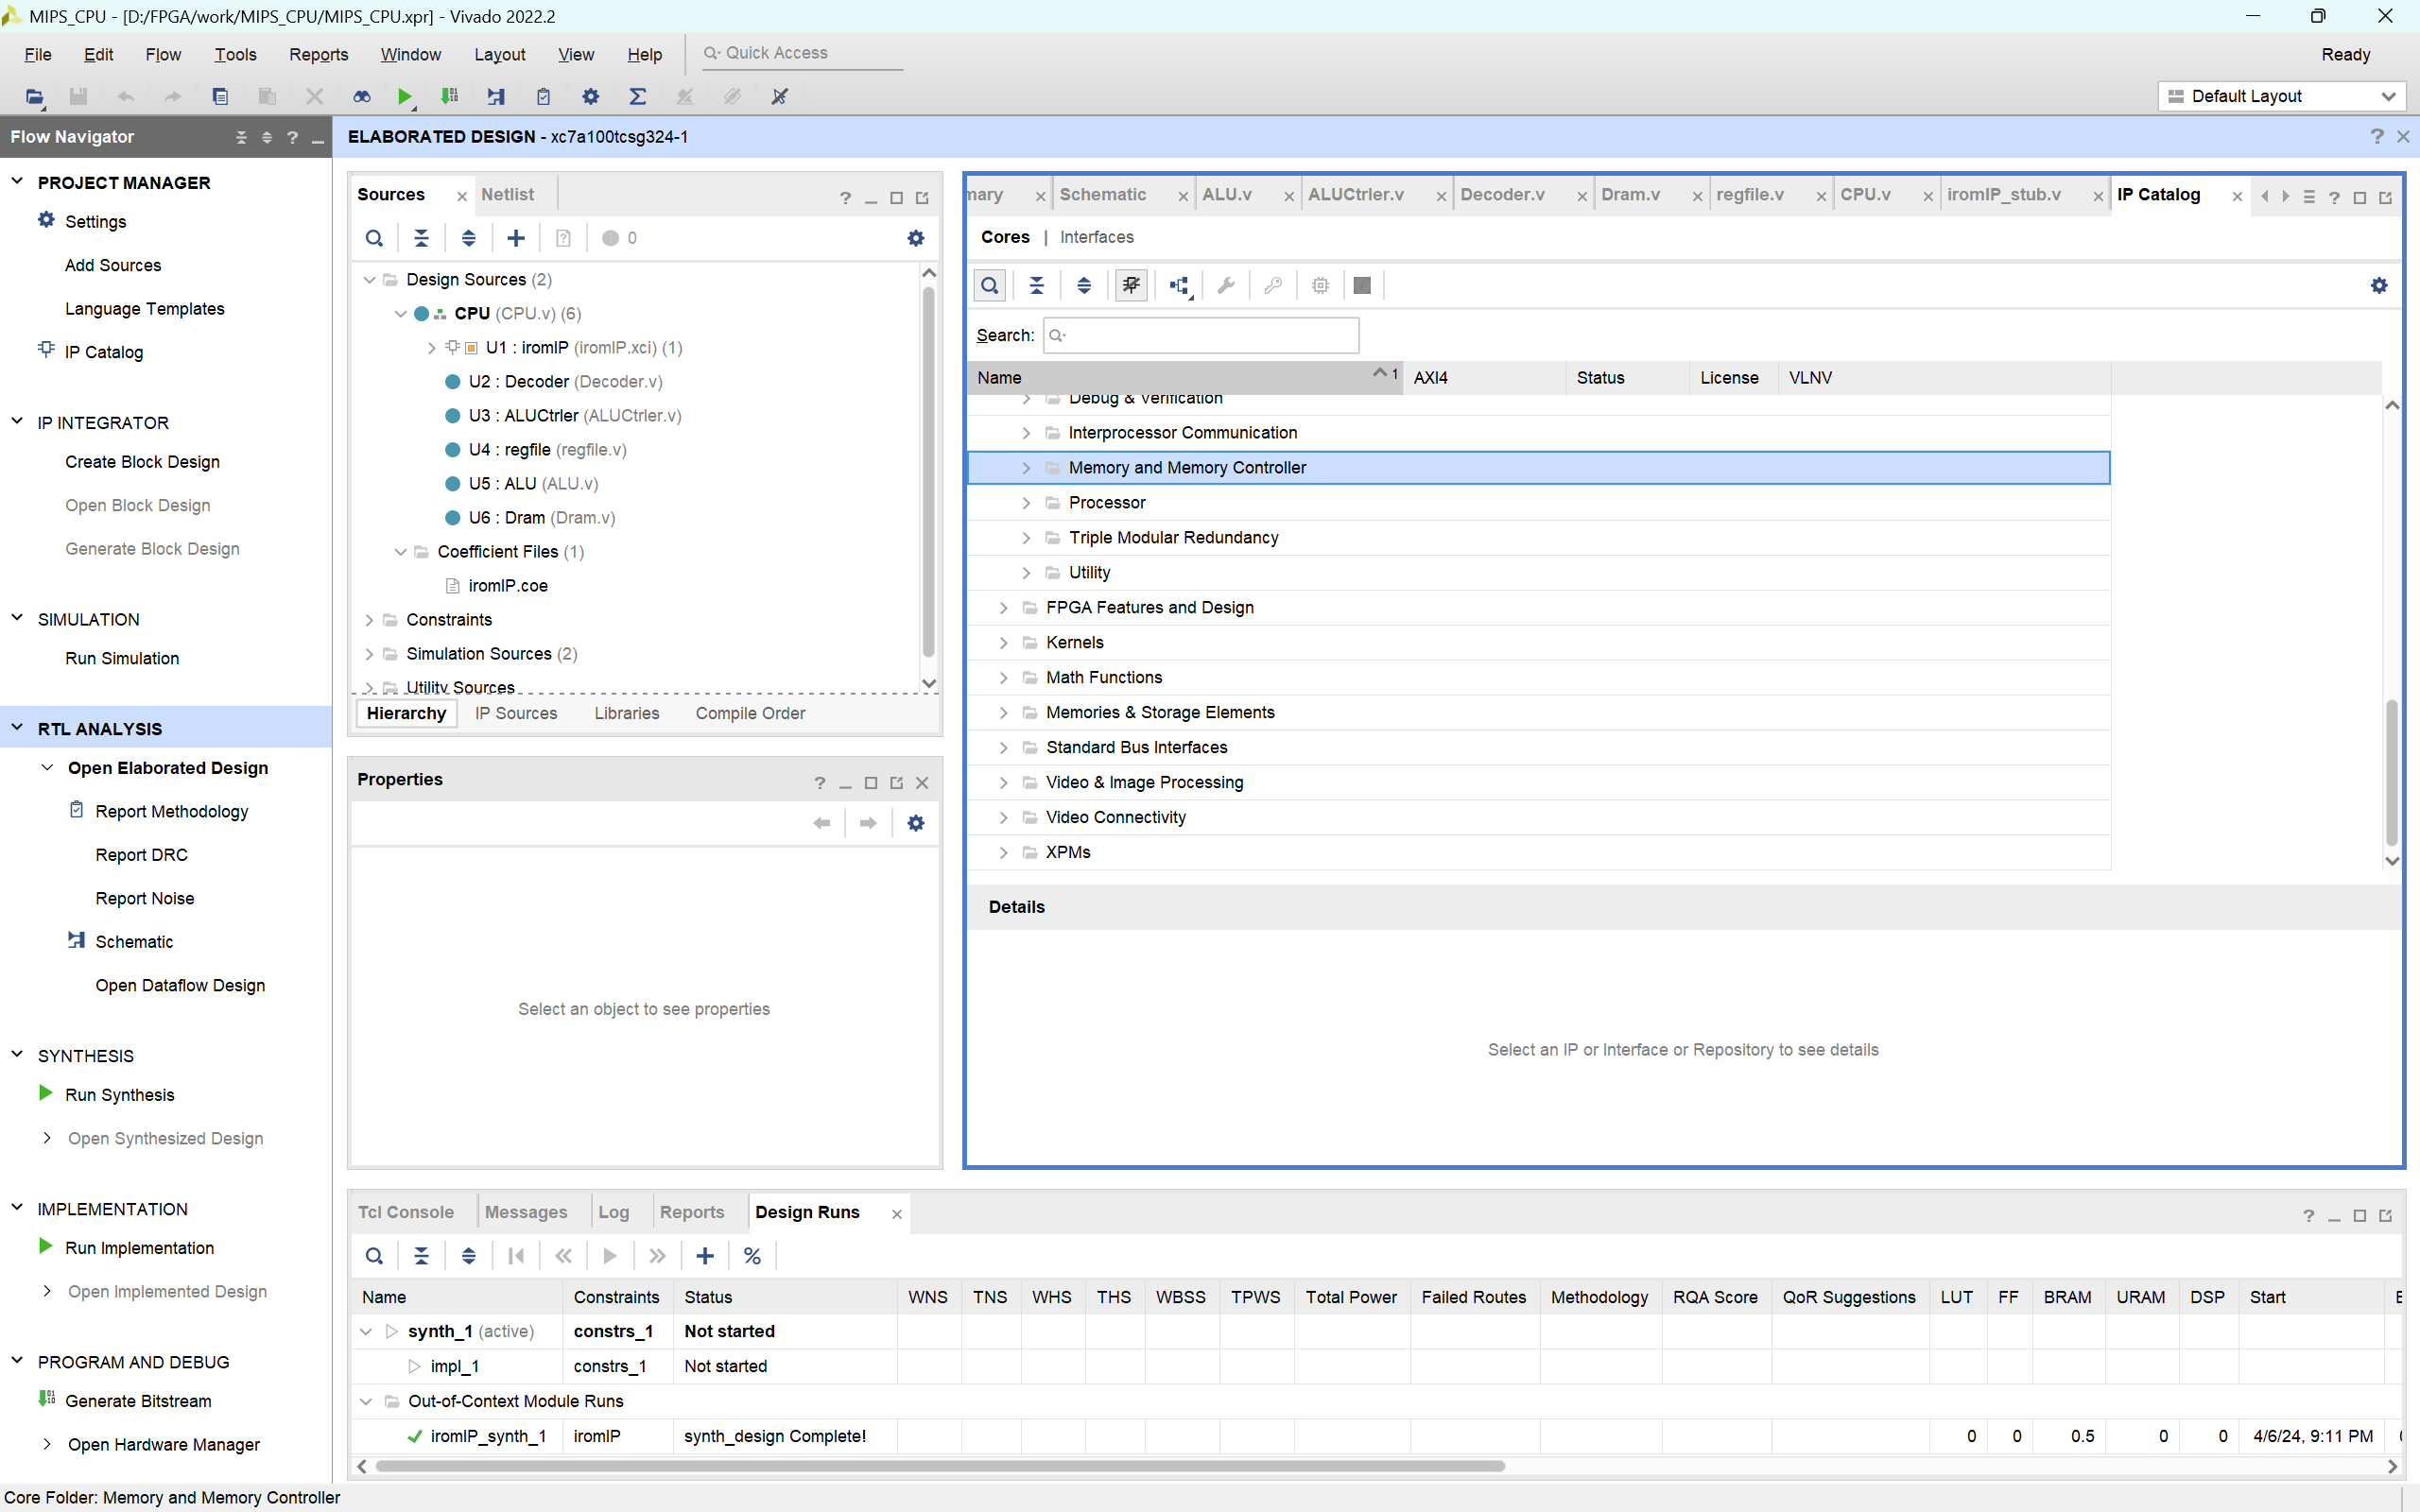 MIPS_CPU - [D:/FPGA/work/MIPS_CPU/MIPS_CPU.xpr] - Vivado 2022.2
File Edit Flow Tools Reports Window Layout View Help Quick Access Ready
Default Layout
Flow Navigator
PROJECT MANAGER
Settings
Add Sources
Language Templates
IP Catalog
IP INTEGRATOR
Create Block Design
Open Block Design
Generate Block Design
SIMULATION
Run Simulation
RTL ANALYSIS
Open Elaborated Design
Report Methodology
Report DRC
Report Noise
Schematic
Open Dataflow Design
SYNTHESIS
Run Synthesis
Open Synthesized Design
IMPLEMENTATION
Run Implementation
Open Implemented Design
PROGRAM AND DEBUG
Generate Bitstream
Open Hardware Manager
ELABORATED DESIGN - xc7a100tcsg324-1
Sources Netlist
0
Design Sources (2)
CPU (CPU.v) (6)
U1 : iromIP (iromIP.xci) (1)
U2 : Decoder (Decoder.v)
U3 : ALUCtrler (ALUCtrler.v)
U4 : regfile (regfile.v)
U5 : ALU (ALU.v)
U6 : Dram (Dram.v)
Coefficient Files (1)
iromIP.coe
Constraints
Simulation Sources (2)
Utility Sources
Hierarchy IP Sources Libraries Compile Order
Properties
Select an object to see properties
mary Schematic ALU.v ALUCtrler.v Decoder.v Dram.v regfile.v CPU.v iromIP_stub.v IP Catalog
Cores | Interfaces
Search:
Name 1 AXI4 Status License VLNV
Debug & Verification
Interprocessor Communication
Memory and Memory Controller
Processor
Triple Modular Redundancy
Utility
FPGA Features and Design
Kernels
Math Functions
Memories & Storage Elements
Standard Bus Interfaces
Video & Image Processing
Video Connectivity
XPMs
Details
Select an IP or Interface or Repository to see details
Tcl Console Messages Log Reports Design Runs
Name Constraints Status WNS TNS WHS THS WBSS TPWS Total Power Failed Routes Methodology RQA Score QoR Suggestions LUT FF BRAM URAM DSP Start E
synth_1 (active) constrs_1 Not started
impl_1 constrs_1 Not started
Out-of-Context Module Runs
iromIP_synth_1 iromIP synth_design Complete! 0 0 0.5 0 0 4/6/24, 9:11 PM
Core Folder: Memory and Memory Controller